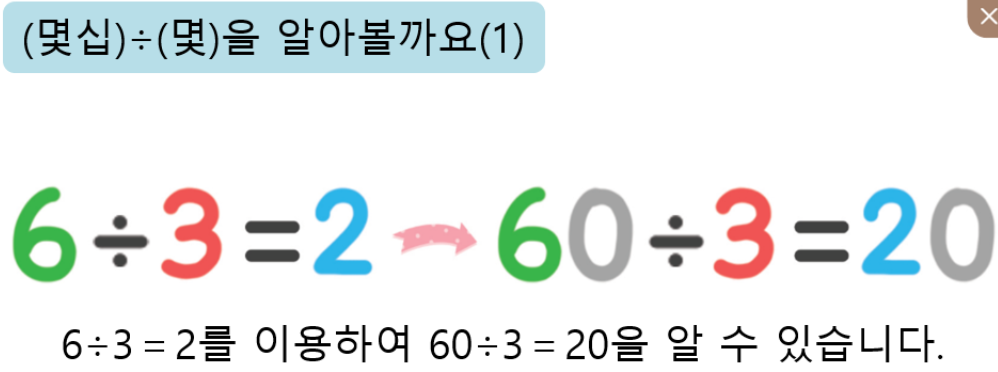 (몇십)÷(몇)을 알아볼까요(1)
6÷3=2 60÷3=20
6÷3 = 2를 이용하여 60÷3 = 20을 알 수 있습니다.